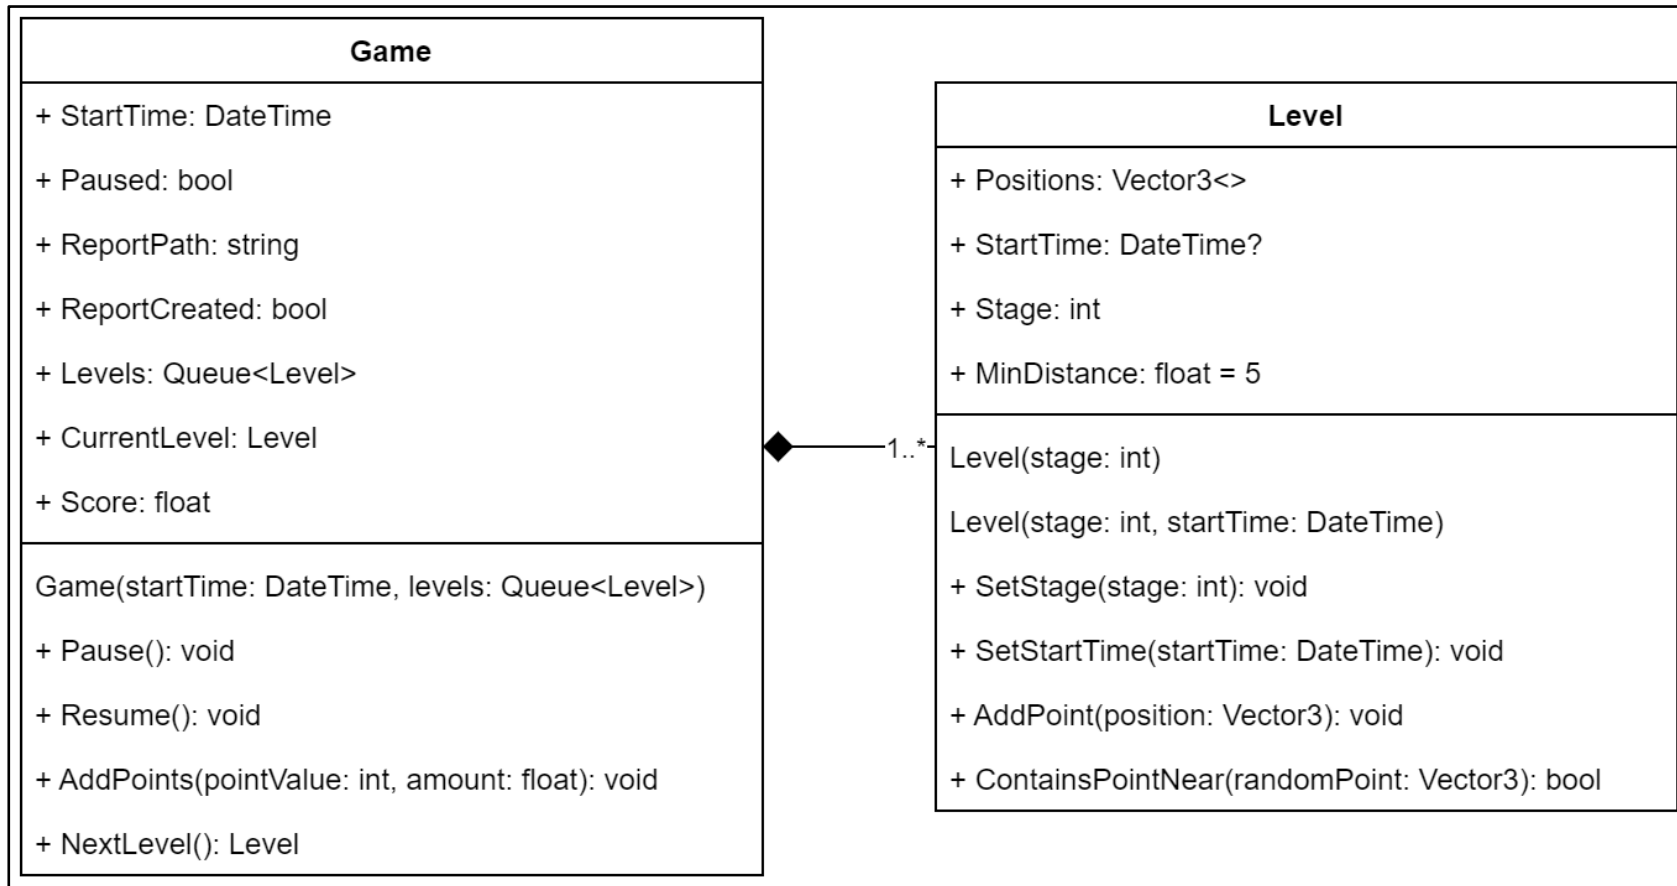 Game
+ StartTime: DateTime
+ Paused: bool
+ ReportPath: string
+ ReportCreated: bool
+ Levels: Queue<Level>
+ CurrentLevel: Level
+ Score: float
Game(startTime: DateTime, levels: Queue<Level>)
+ Pause(): void
+ Resume(): void
+ AddPoints(pointValue: int, amount: float): void
+ NextLevel(): Level
1..*
Level
+ Positions: Vector3<>
+ StartTime: DateTime?
+ Stage: int
+ MinDistance: float = 5
Level(stage: int)
Level(stage: int, startTime: DateTime)
+ SetStage(stage: int): void
+ SetStartTime(startTime: DateTime): void
+ AddPoint(position: Vector3): void
+ ContainsPointNear(randomPoint: Vector3): bool